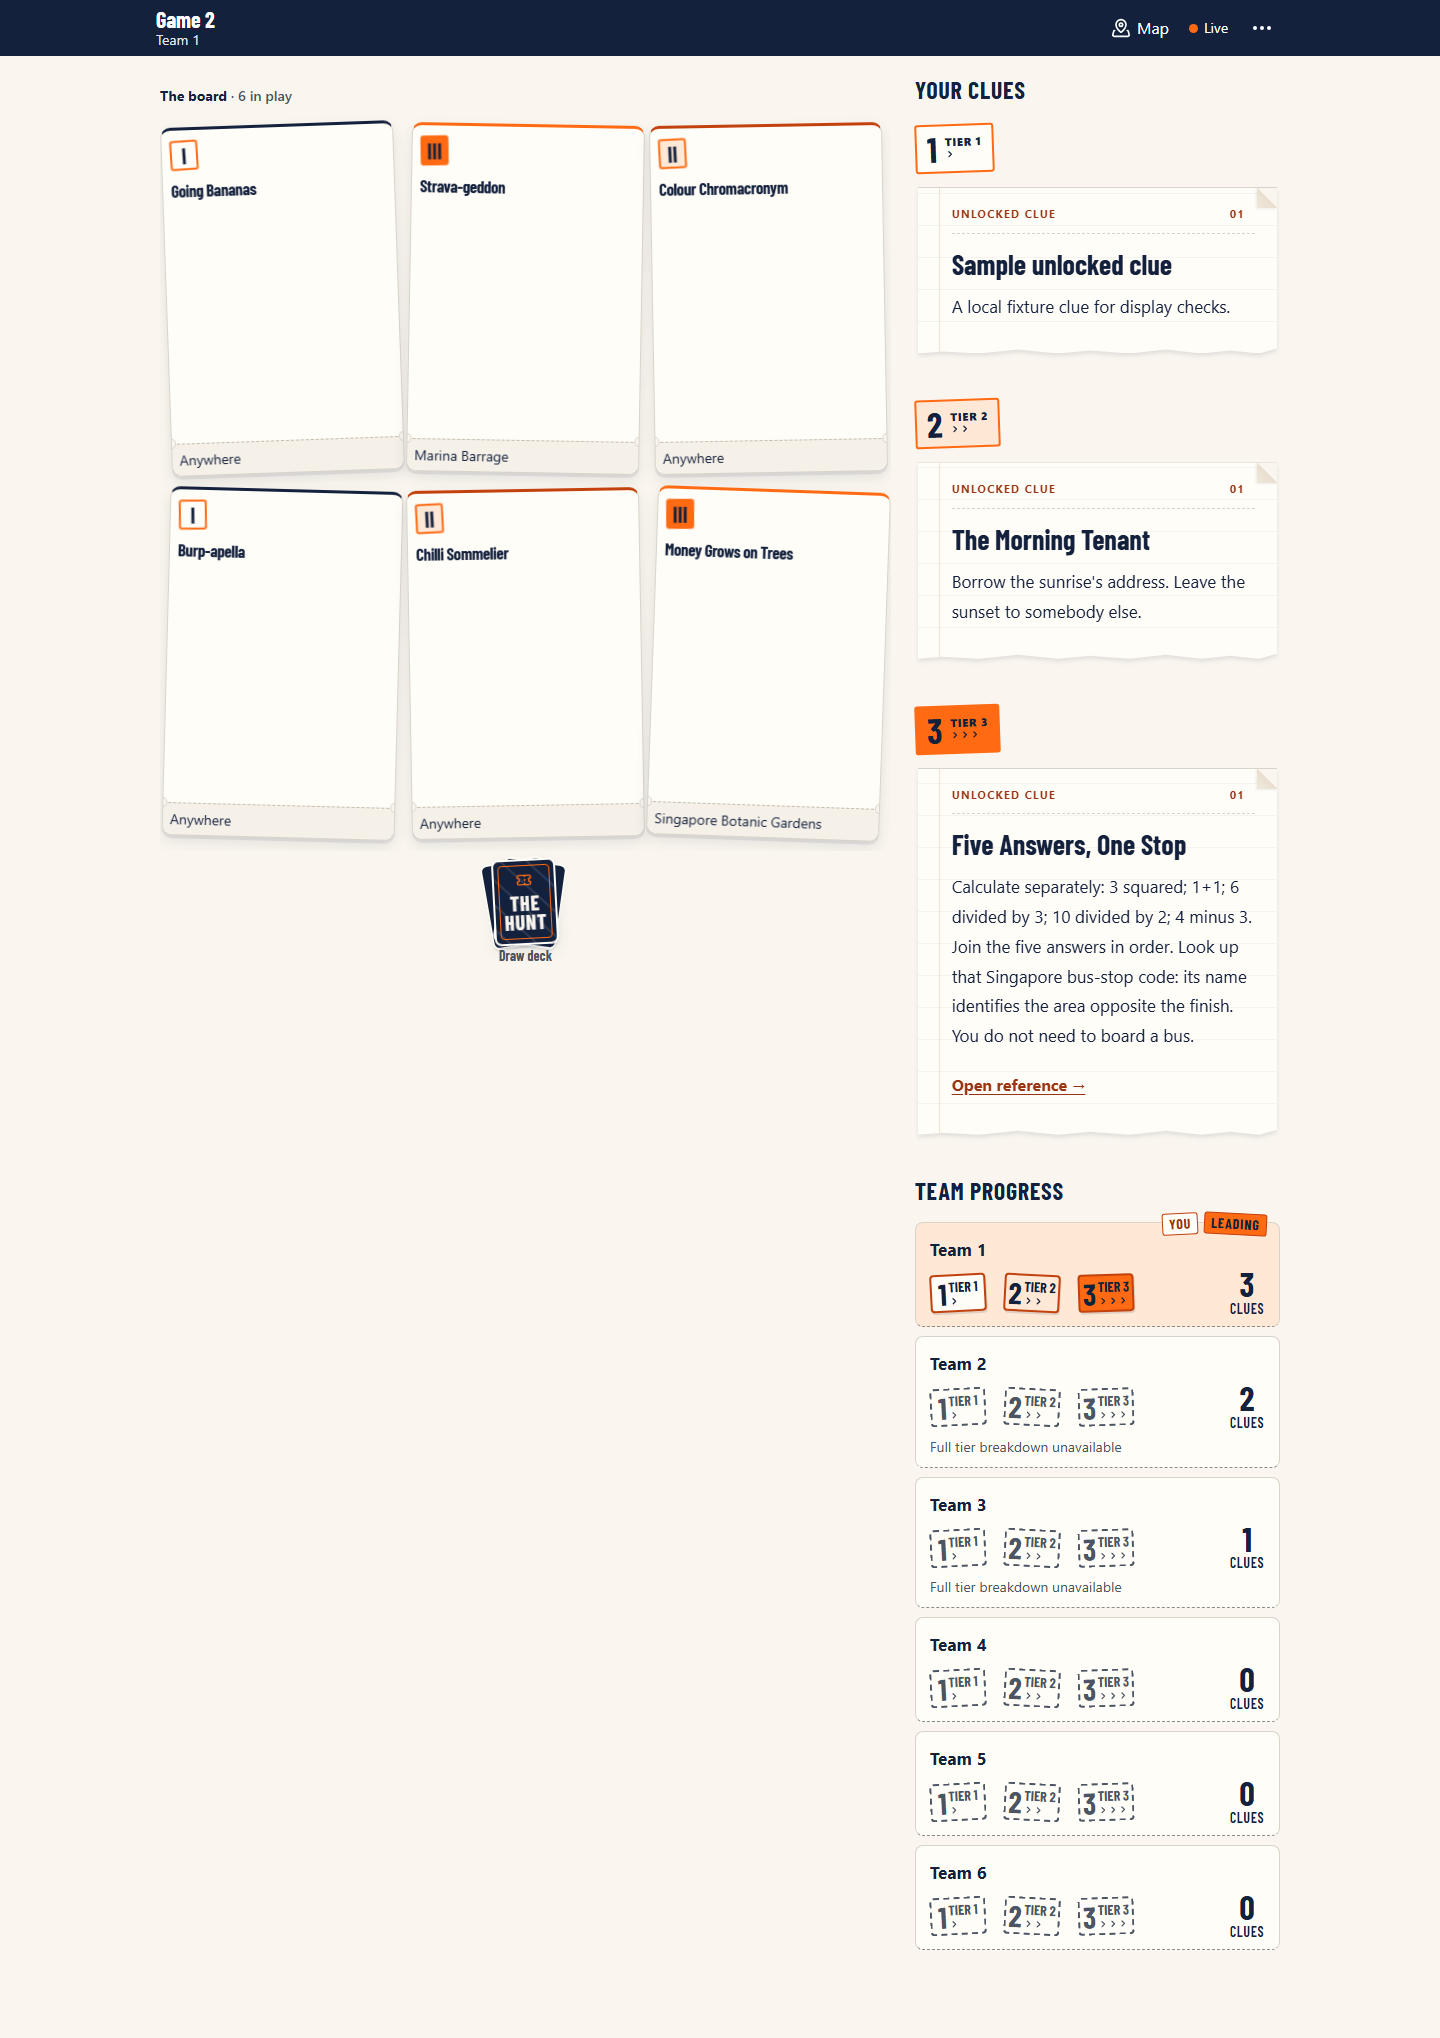 Game 2
Team 1
Map
Live
The board · 6 in play
I
Going Bananas
Anywhere
III
Strava-geddon
Marina Barrage
II
Colour Chromacronym
Anywhere
I
Burp-apella
Anywhere
II
Chilli Sommelier
Anywhere
III
Money Grows on Trees
Singapore Botanic Gardens
THE
HUNT
Draw deck
YOUR CLUES
1 TIER 1
›
UNLOCKED CLUE 01
Sample unlocked clue
A local fixture clue for display checks.
2 TIER 2
› ›
UNLOCKED CLUE 01
The Morning Tenant
Borrow the sunrise's address. Leave the
sunset to somebody else.
3 TIER 3
› › ›
UNLOCKED CLUE 01
Five Answers, One Stop
Calculate separately: 3 squared; 1+1; 6
divided by 3; 10 divided by 2; 4 minus 3.
Join the five answers in order. Look up
that Singapore bus-stop code: its name
identifies the area opposite the finish.
You do not need to board a bus.
Open reference →
TEAM PROGRESS
YOU LEADING
Team 1
1 TIER 1 › 2 TIER 2 › › 3 TIER 3 › › ›
3
CLUES
Team 2
1 TIER 1 › 2 TIER 2 › › 3 TIER 3 › › ›
2
CLUES
Full tier breakdown unavailable
Team 3
1 TIER 1 › 2 TIER 2 › › 3 TIER 3 › › ›
1
CLUES
Full tier breakdown unavailable
Team 4
1 TIER 1 › 2 TIER 2 › › 3 TIER 3 › › ›
0
CLUES
Team 5
1 TIER 1 › 2 TIER 2 › › 3 TIER 3 › › ›
0
CLUES
Team 6
1 TIER 1 › 2 TIER 2 › › 3 TIER 3 › › ›
0
CLUES